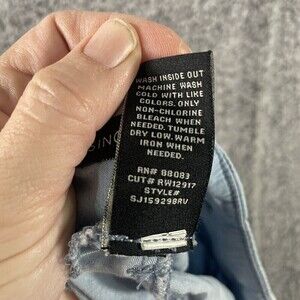 WASH INSIDE OUT
MACHINE WASH
COLD WITH LIKE
COLORS. ONLY
NON-CHLORINE
BLEACH WHEN
NEEDED. TUMBLE
DRY LOW. WARM
IRON WHEN
NEEDED.
RN# 88083
CUT# RW12917
STYLE#
SJ159298RV